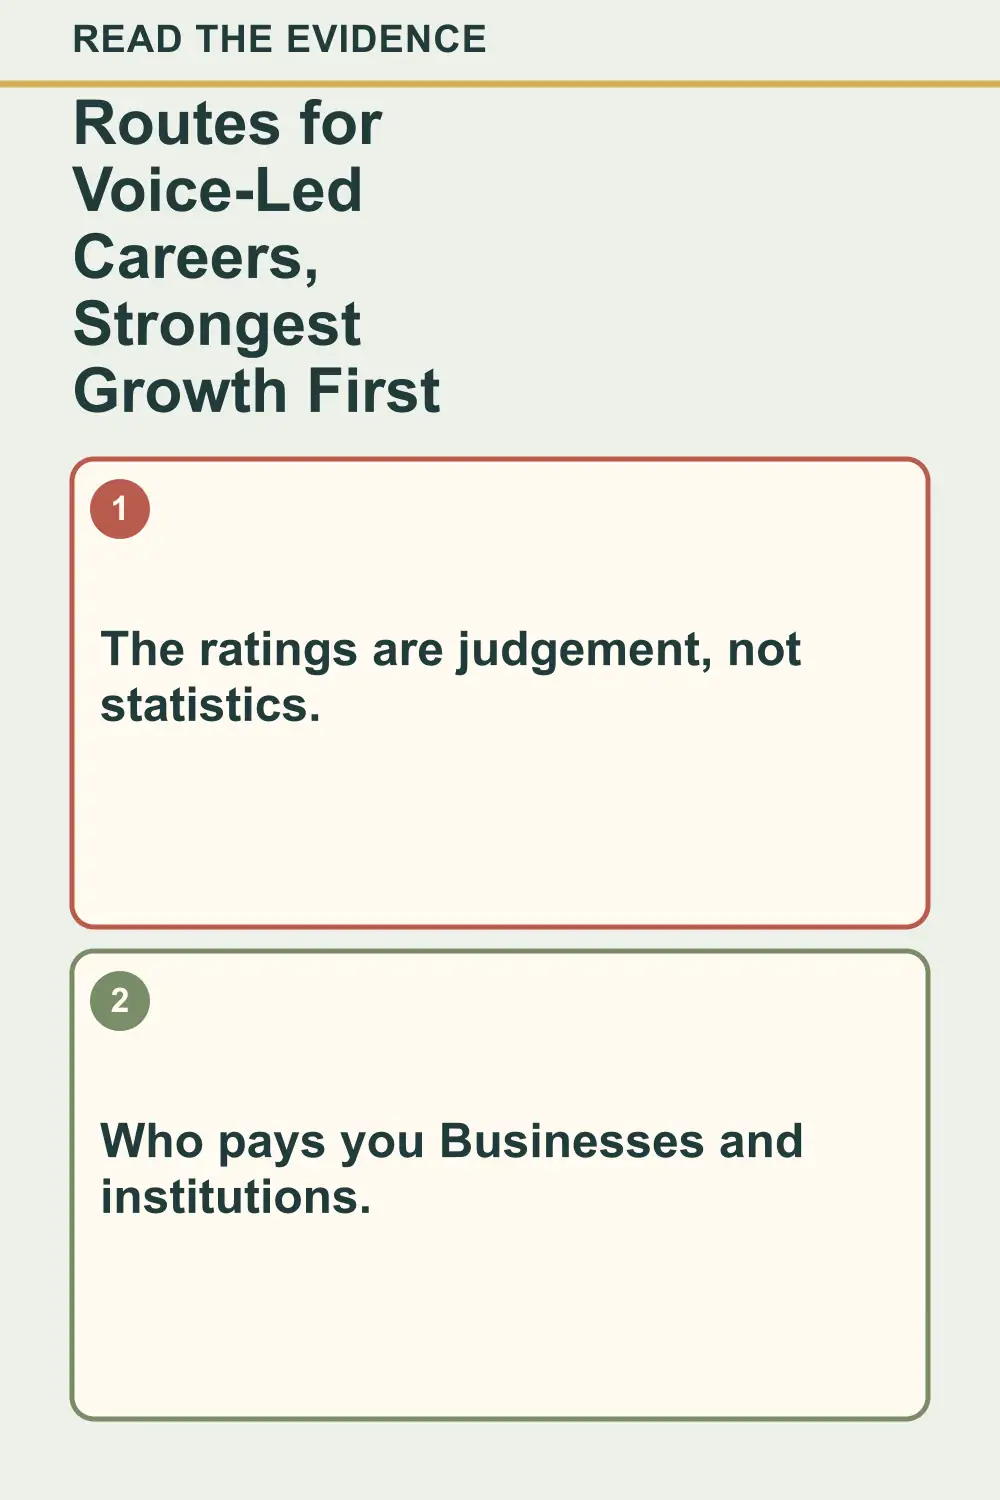 READ THE EVIDENCE
Routes for
Voice-Led
Careers,
Strongest
Growth First
1
The ratings are judgement, not
statistics.
2
Who pays you Businesses and
institutions.